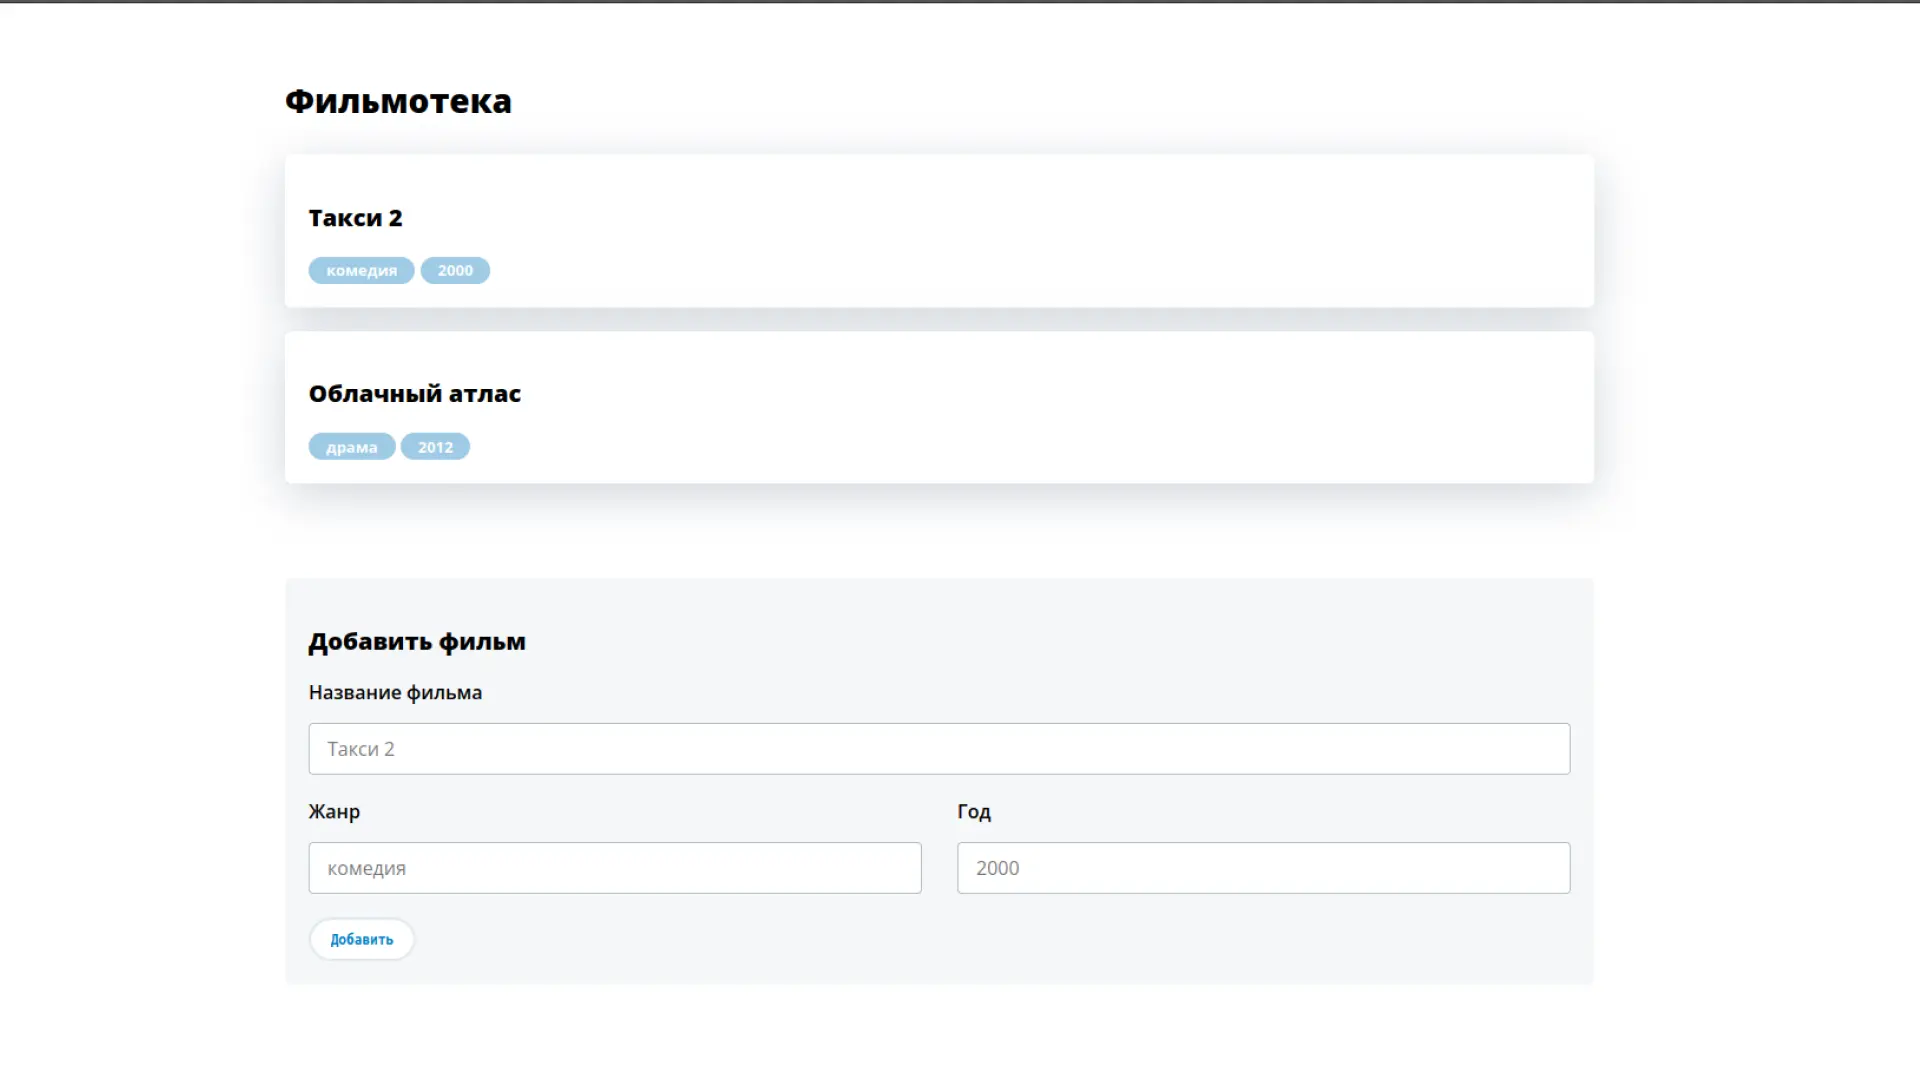 Фильмотека
Такси 2
комедия 2000
Облачный атлас
драма 2012
Добавить фильм
Название фильма
Такси 2
Жанр Год
комедия 2000
Добавить